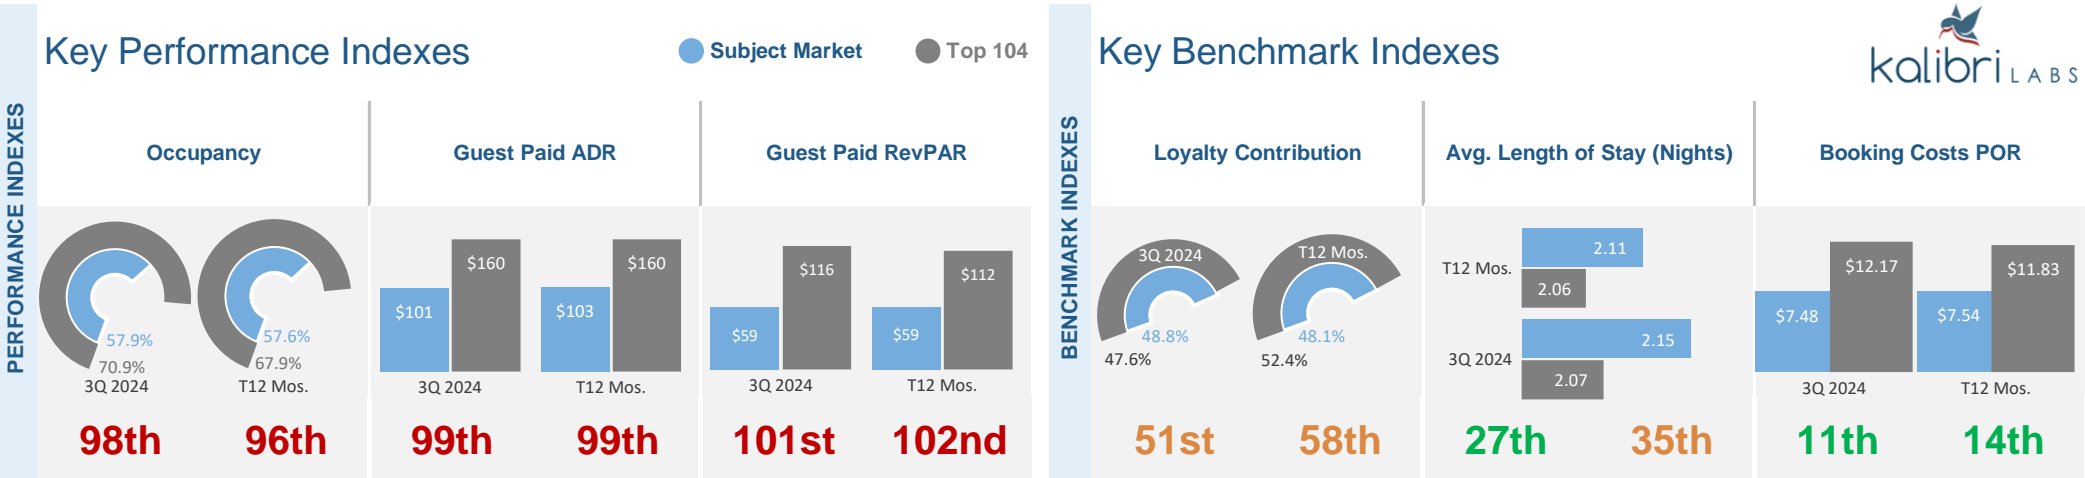 PERFORMANCE INDEXES
Key Performance Indexes
Subject Market
Top 104
Occupancy
Guest Paid ADR
Guest Paid RevPAR
57.9%
70.9%
3Q 2024
57.6%
67.9%
T12 Mos.
$101
$160
3Q 2024
$103
$160
T12 Mos.
$59
$116
3Q 2024
$59
$112
T12 Mos.
98th
96th
99th
99th
101st
102nd
BENCHMARK INDEXES
Key Benchmark Indexes
kalibri LABS
Loyalty Contribution
Avg. Length of Stay (Nights)
Booking Costs POR
3Q 2024
48.8%
47.6%
T12 Mos.
48.1%
52.4%
T12 Mos.
2.11
2.06
3Q 2024
2.15
2.07
$7.48
$12.17
3Q 2024
$7.54
$11.83
T12 Mos.
51st
58th
27th
35th
11th
14th